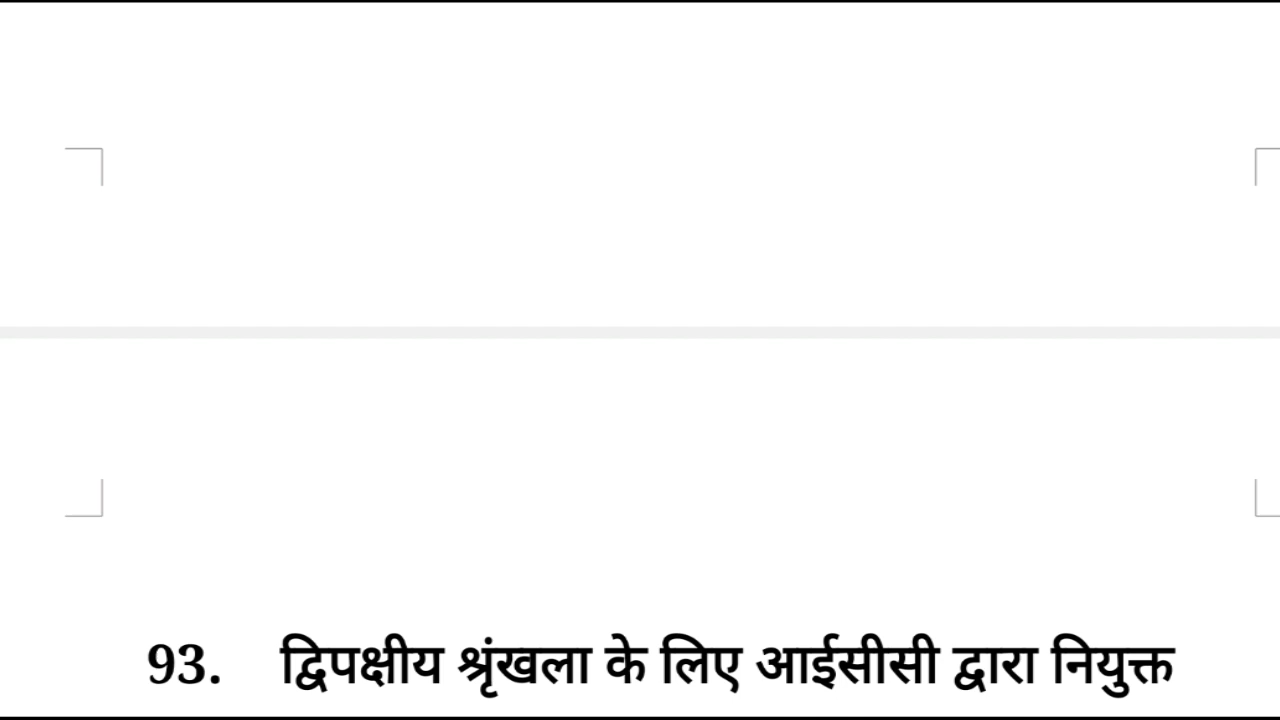 93. द्विपक्षीय श्रृंखला के लिए आईसीसी द्वारा नियुक्त